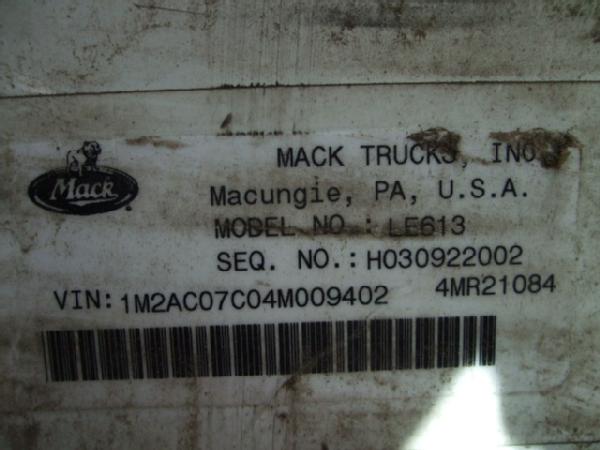 Mack
MACK TRUCKS, INC
Macungie, PA, U.S.A.
MODEL NO.: LE613
SEQ. NO.: H030922002
VIN: 1M2AC07C04M009402 4MR21084